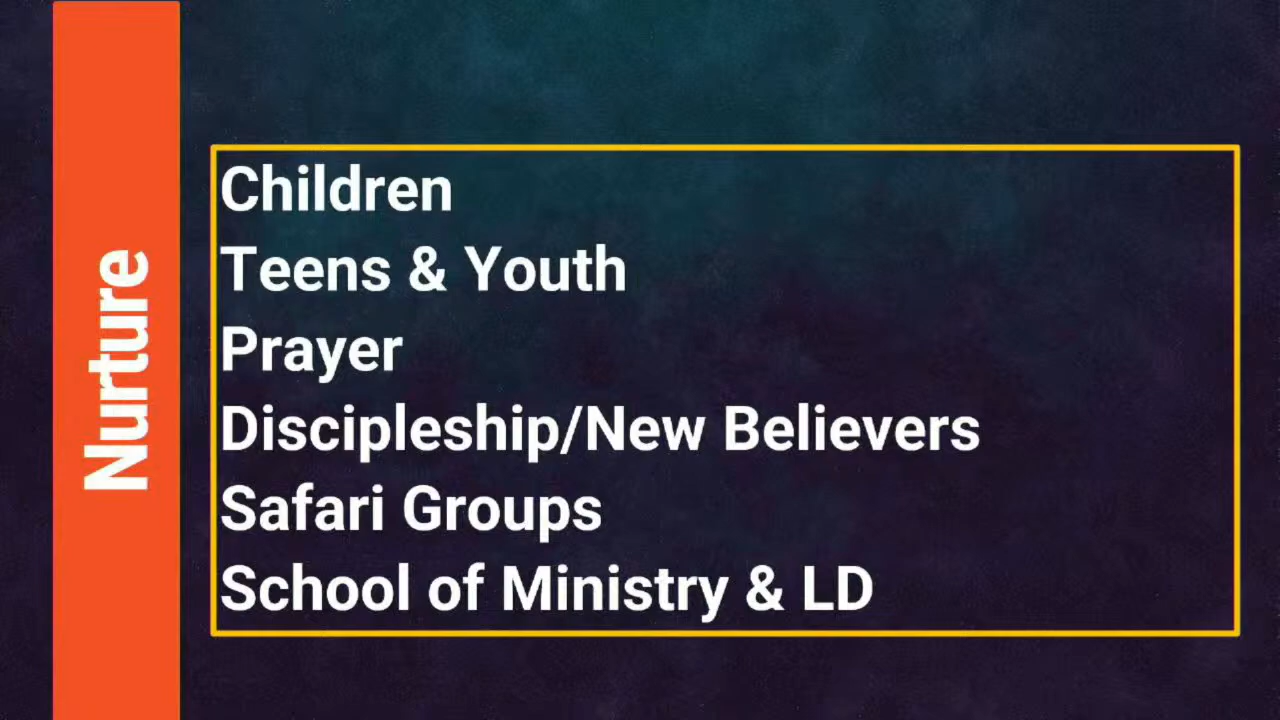 Nurture
Children
Teens & Youth
Prayer
Discipleship/New Believers
Safari Groups
School of Ministry & LD